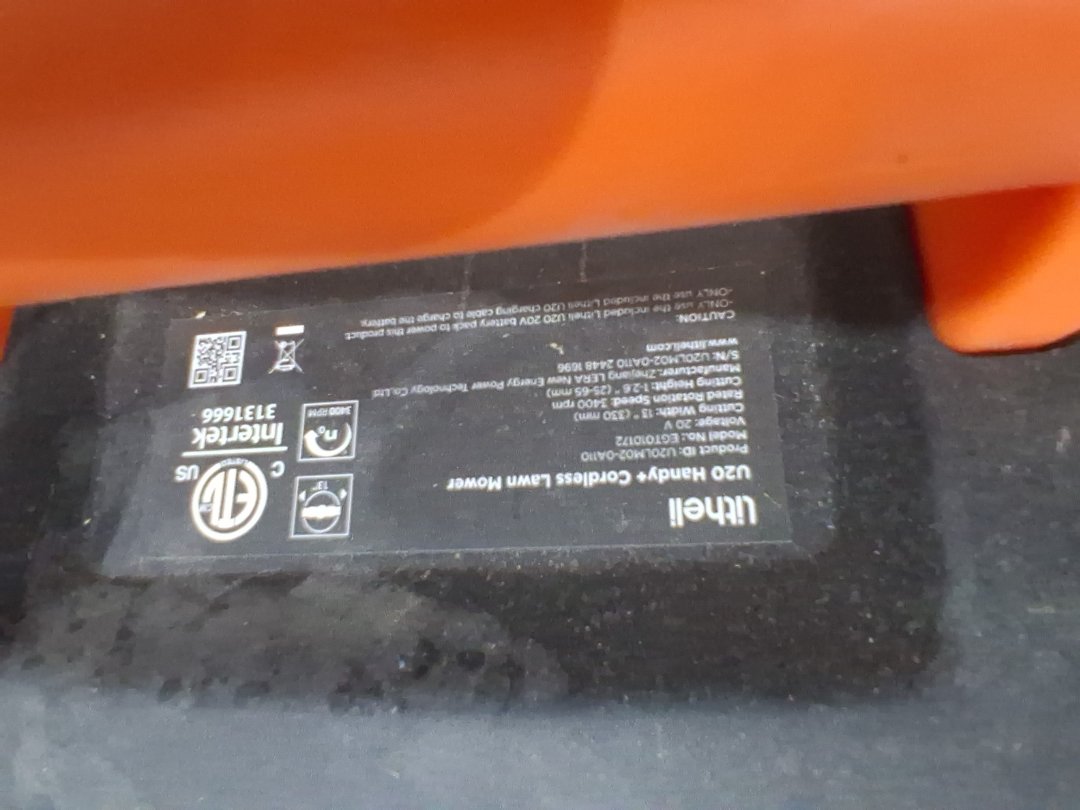 litheli
U20 Handy+ Cordless Lawn Mower
Product ID: U20LM02-0A110
Model No.: EGT010172
Voltage: 20 V
Cutting Width: 13" (330 mm)
Rated Rotation Speed: 3400 rpm
Cutting Height: 1-2.6" (25-65 mm)
Manufacturer: Zhejiang LERA New Energy Power Technology Co.Ltd
S/N: U20LM02-0A110 2448 1696
www.litheli.com
CAUTION:
-ONLY use the included Litheli U20 20V battery pack to power this product.
-ONLY use the included Litheli U20 charging cable to charge the battery.
13"
n₀
3400 RPM
ETL
LISTED
C US
Intertek
3131666